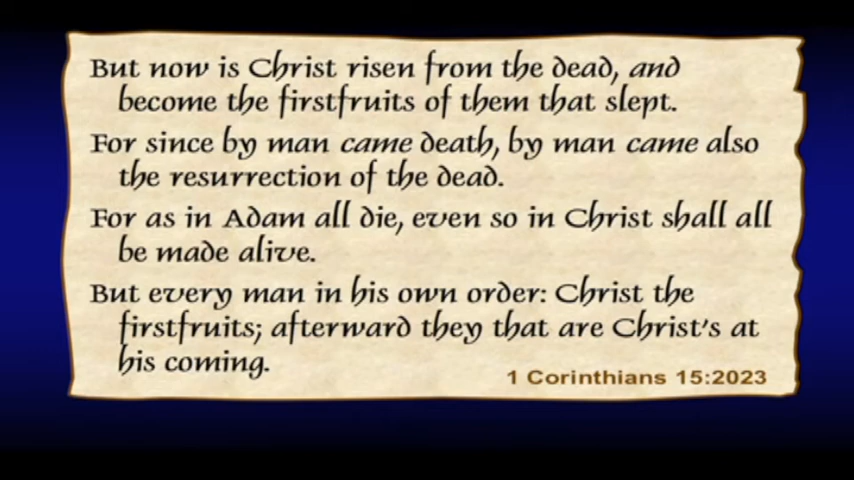 But now is Christ risen from the dead, and
become the firstfruits of them that slept.
For since by man came death, by man came also
the resurrection of the dead.
For as in Adam all die, even so in Christ shall all
be made alive.
But every man in his own order: Christ the
firstfruits; afterward they that are Christ's at
his coming.
1 Corinthians 15:2023